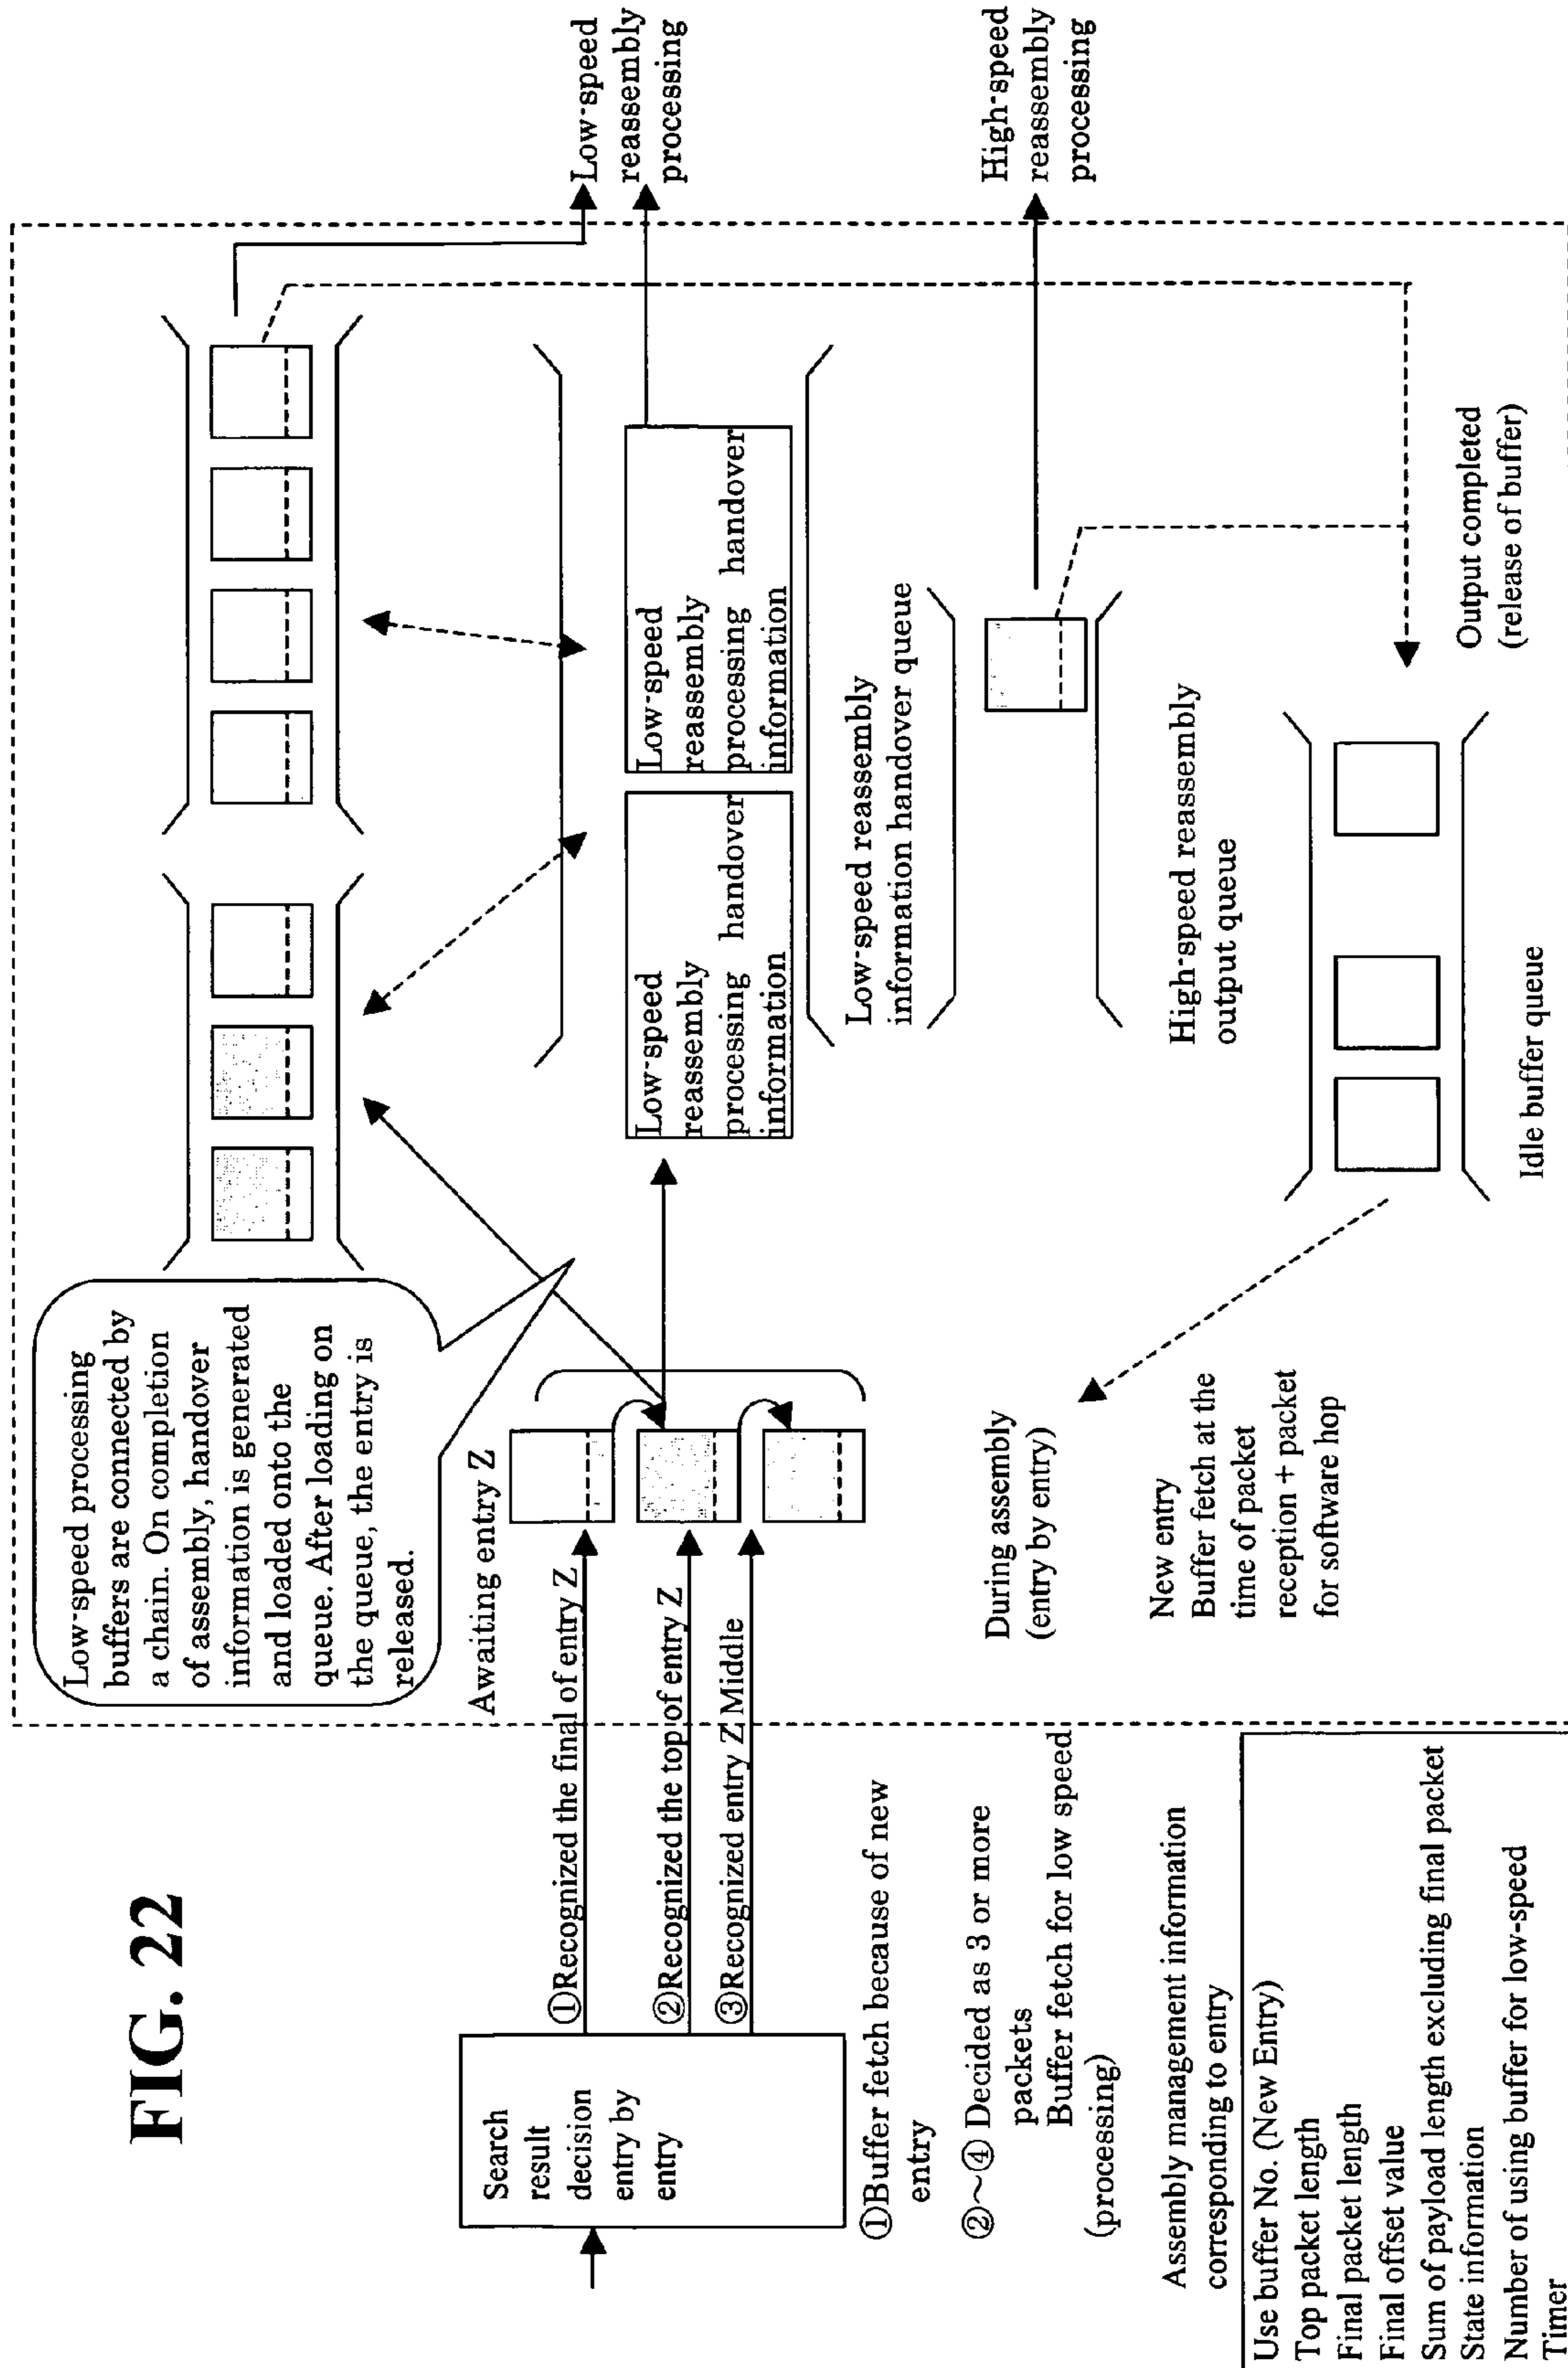 FIG. 22
Search
result
decision
entry by
entry
①Recognized the final of entry Z
②Recognized the top of entry Z
③Recognized entry Z Middle
①Buffer fetch because of new
entry
②~④ Decided as 3 or more
packets
Buffer fetch for low speed
(processing)
Assembly management information
corresponding to entry
Use buffer No. (New Entry)
Top packet length
Final packet length
Final offset value
Sum of payload length excluding final packet
State information
Number of using buffer for low-speed
Timer
Low-speed processing
buffers are connected by
a chain. On completion
of assembly, handover
information is generated
and loaded onto the
queue. After loading on
the queue, the entry is
released.
Awaiting entry Z
During assembly
(entry by entry)
New entry
Buffer fetch at the
time of packet
reception + packet
for software hop
Low-speed
reassembly
processing handover
information
Low-speed
reassembly
processing handover
information
Low-speed reassembly
information handover queue
High-speed reassembly
output queue
Idle buffer queue
Output completed
(release of buffer)
Low-speed
reassembly
processing
High-speed
reassembly
processing